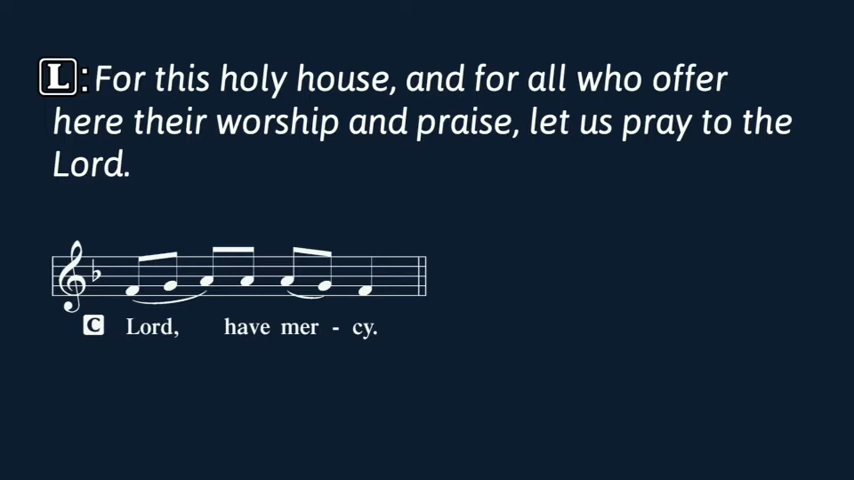 L: For this holy house, and for all who offer
here their worship and praise, let us pray to the
Lord.
C Lord, have mer - cy.